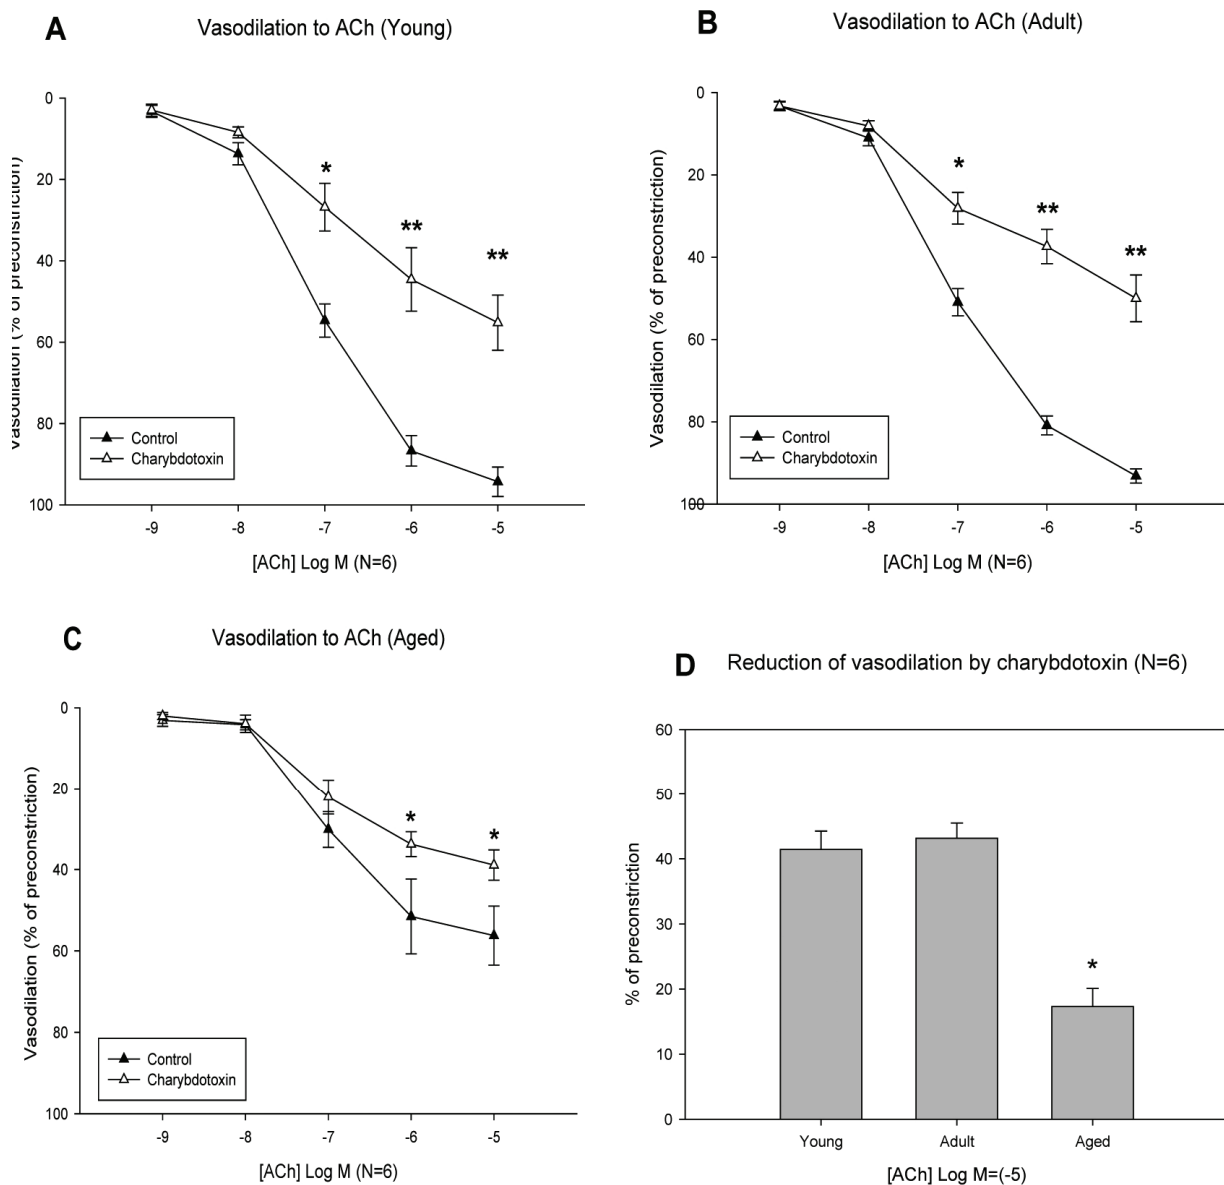 A
Vasodilation to ACh (Young)
Vasodilation (% of preconstriction)
0
20
40
60
80
100
*
**
**
Control
Charybdotoxin
-9 -8 -7 -6 -5
[ACh] Log M (N=6)
B
Vasodilation to ACh (Adult)
Vasodilation (% of preconstriction)
0
20
40
60
80
100
*
**
**
Control
Charybdotoxin
-9 -8 -7 -6 -5
[ACh] Log M (N=6)
C
Vasodilation to ACh (Aged)
Vasodilation (% of preconstriction)
0
20
40
60
80
100
*
*
Control
Charybdotoxin
-9 -8 -7 -6 -5
[ACh] Log M (N=6)
D
Reduction of vasodilation by charybdotoxin (N=6)
% of preconstriction
60
50
40
30
20
10
0
*
Young Adult Aged
[ACh] Log M=(-5)